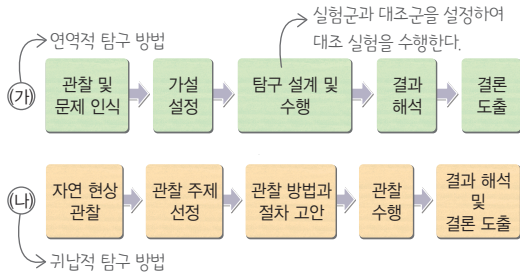 실험군과 대조군을 설정하여
대조 실험을 수행한다.
연역적 탐구 방법
(가)
관찰 및
문제 인식
가설
설정
탐구 설계 및
수행
결과
해석
결론
도출
(나)
자연 현상
관찰
관찰 주제
선정
관찰 방법과
절차 고안
관찰
수행
결과 해석
및
결론 도출
귀납적 탐구 방법